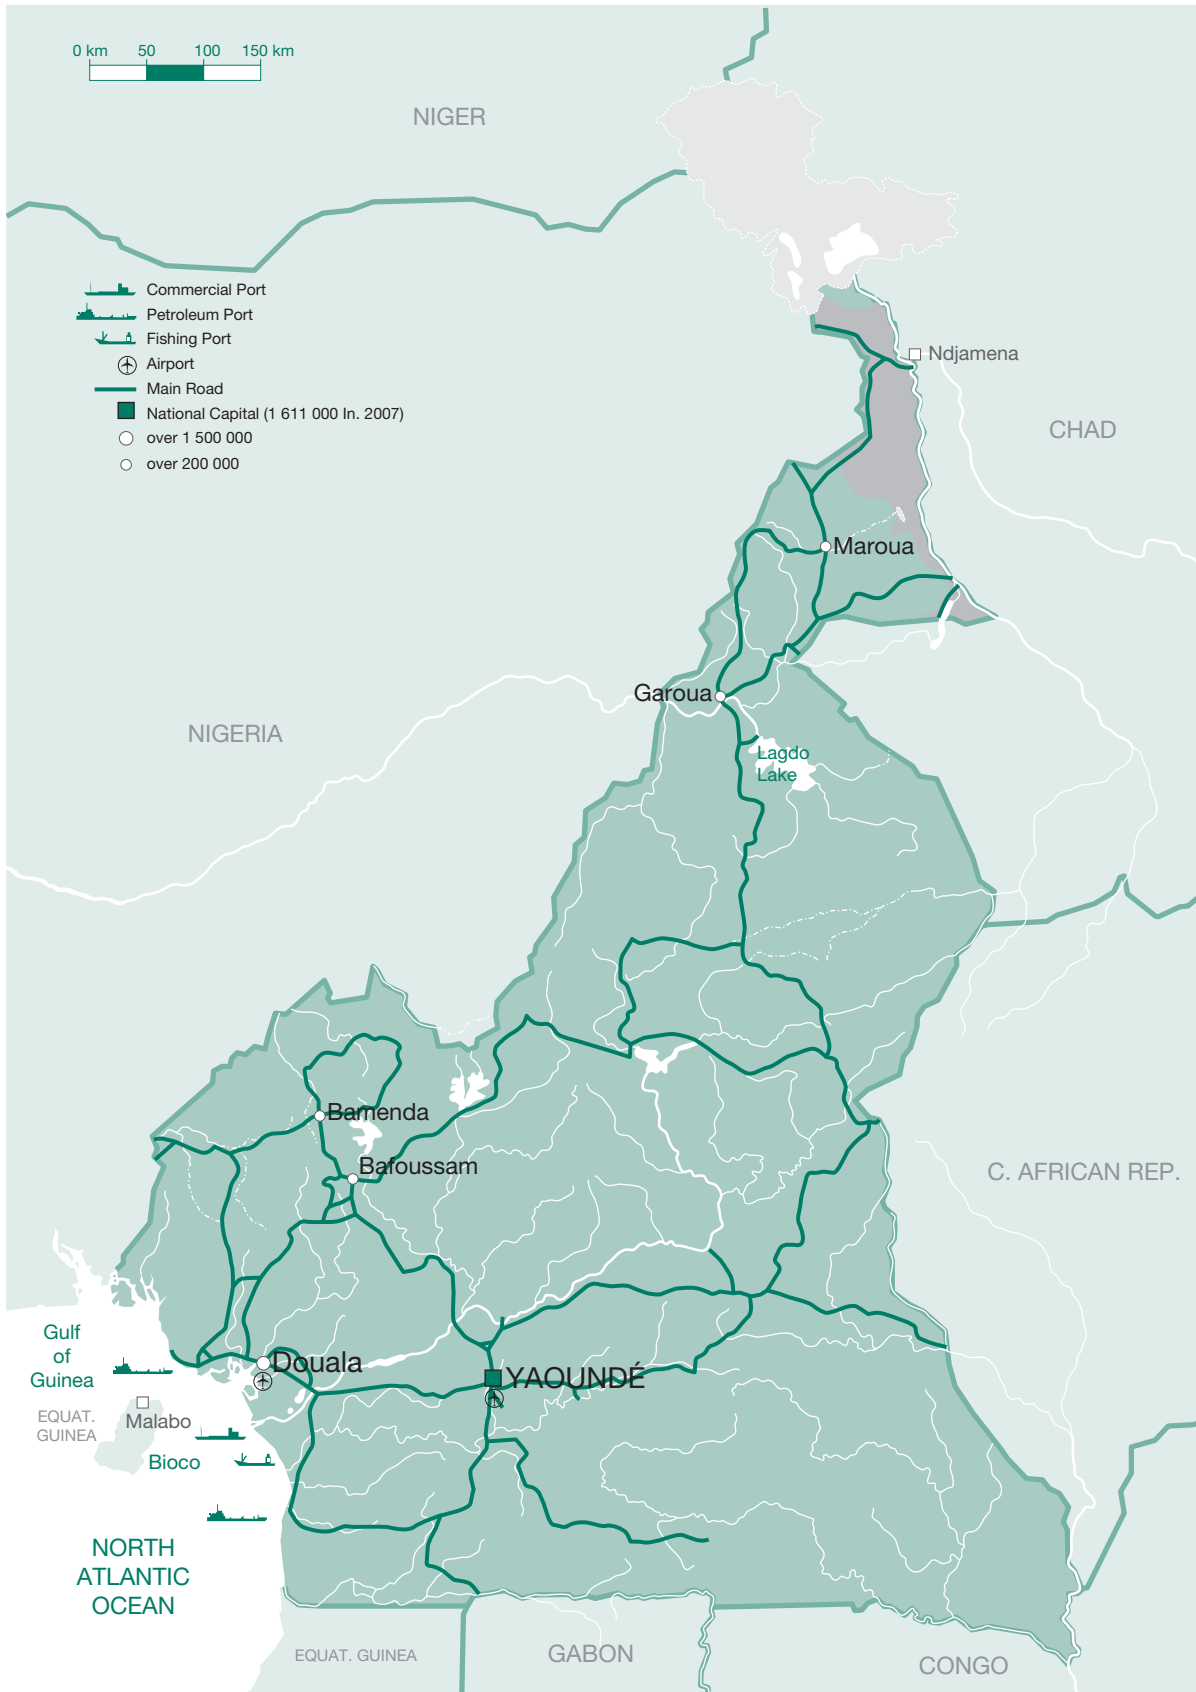 0 km 50 100 150 km
NIGER
Commercial Port
Petroleum Port
Fishing Port
Airport
Main Road
National Capital (1 611 000 In. 2007)
over 1 500 000
over 200 000
Ndjamena
CHAD
Maroua
Garoua
NIGERIA
Lagdo
Lake
Bamenda
Bafoussam
C. AFRICAN REP.
Gulf
of
Guinea
Douala
YAOUNDÉ
EQUAT.
GUINEA
Malabo
Bioco
NORTH
ATLANTIC
OCEAN
EQUAT. GUINEA
GABON
CONGO